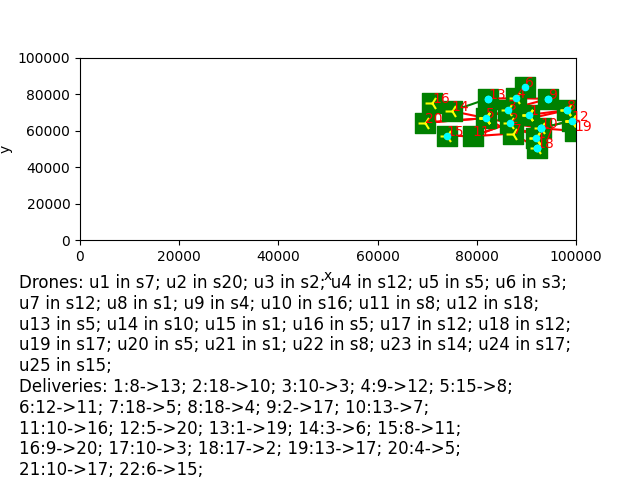 100000
80000
60000
40000
20000
0
y
0 20000 40000 60000 80000 100000
x
Drones: u1 in s7; u2 in s20; u3 in s2; u4 in s12; u5 in s5; u6 in s3;
u7 in s12; u8 in s1; u9 in s4; u10 in s16; u11 in s8; u12 in s18;
u13 in s5; u14 in s10; u15 in s1; u16 in s5; u17 in s12; u18 in s12;
u19 in s17; u20 in s5; u21 in s1; u22 in s8; u23 in s14; u24 in s17;
u25 in s15;
Deliveries: 1:8->13; 2:18->10; 3:10->3; 4:9->12; 5:15->8;
6:12->11; 7:18->5; 8:18->4; 9:2->17; 10:13->7;
11:10->16; 12:5->20; 13:1->19; 14:3->6; 15:8->11;
16:9->20; 17:10->3; 18:17->2; 19:13->17; 20:4->5;
21:10->17; 22:6->15;
19